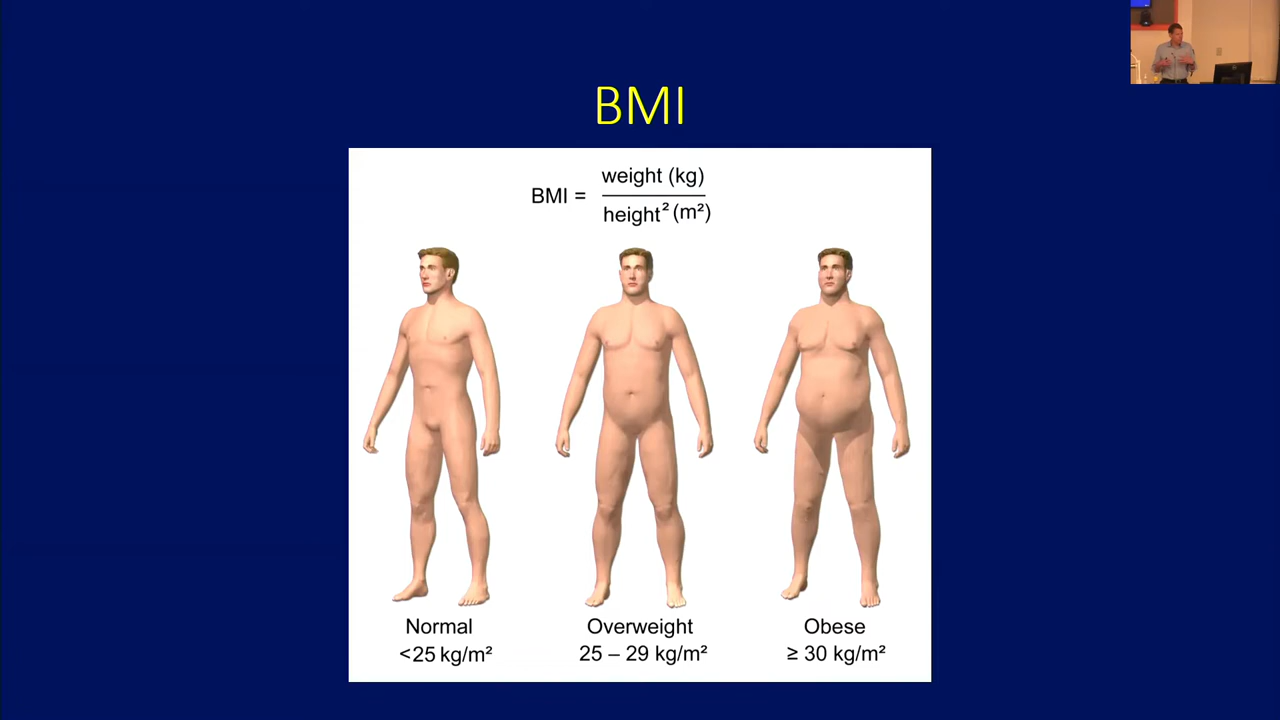 BMI
BMI = weight (kg)
height² (m²)
Normal
<25 kg/m²
Overweight
25 – 29 kg/m²
Obese
≥ 30 kg/m²